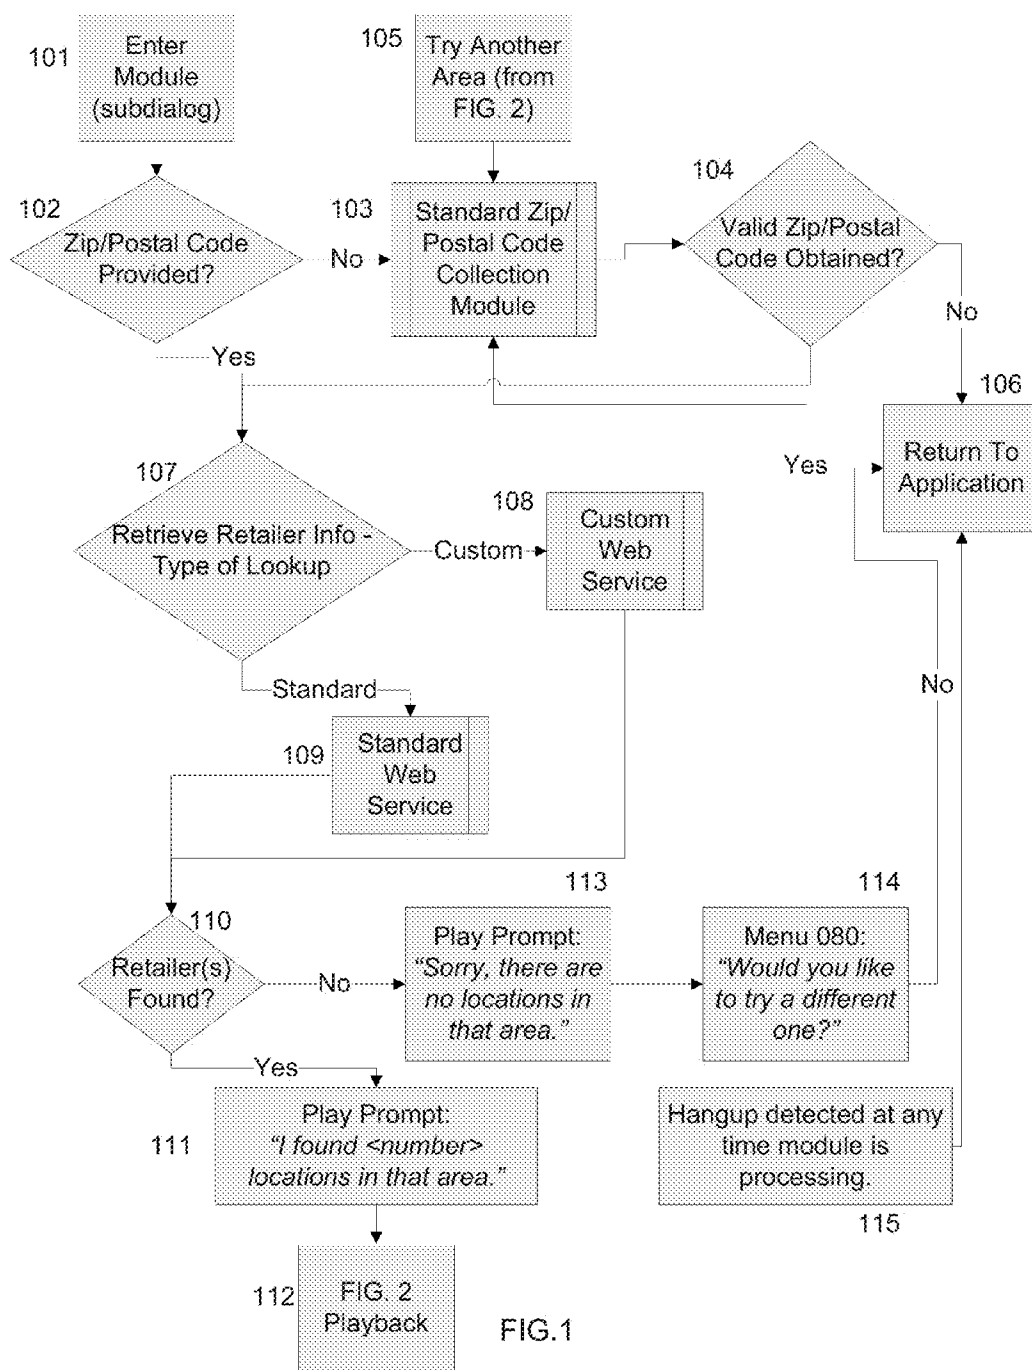 101
Enter
Module
(subdialog)
105
Try Another
Area (from
FIG. 2)
102
Zip/Postal Code
Provided?
No
103
Standard Zip/
Postal Code
Collection
Module
104
Valid Zip/Postal
Code Obtained?
No
Yes
106
Return To
Application
Yes
107
Retrieve Retailer Info -
Type of Lookup
Custom
108
Custom
Web
Service
Standard
109
Standard
Web
Service
No
110
Retailer(s)
Found?
No
113
Play Prompt:
“Sorry, there are
no locations in
that area.”
114
Menu 080:
“Would you like
to try a different
one?”
Yes
111
Play Prompt:
“I found <number>
locations in that area.”
Hangup detected at any
time module is
processing.
115
112
FIG. 2
Playback
FIG.1